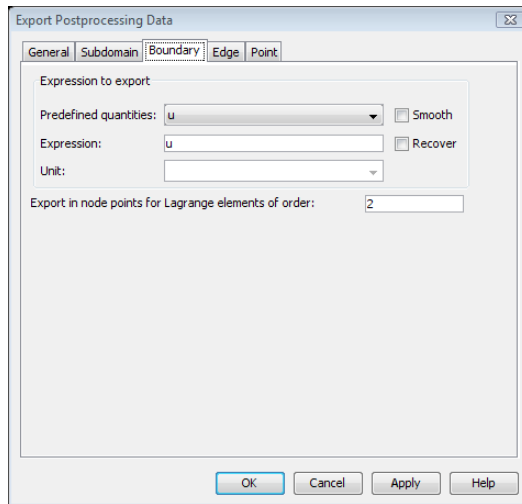 Export Postprocessing Data
General Subdomain Boundary Edge Point
Expression to export
Predefined quantities: u Smooth
Expression: u Recover
Unit:
Export in node points for Lagrange elements of order: 2
OK Cancel Apply Help